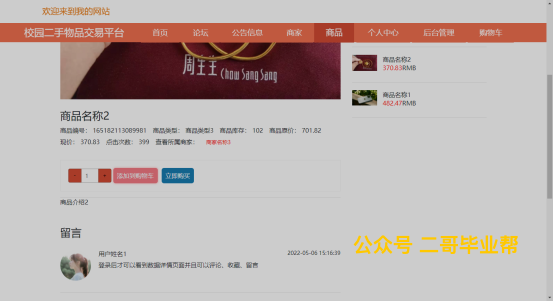 欢迎来到我的网站
校园二手物品交易平台 首页 论坛 公告信息 商家 商品 个人中心 后台管理 购物车
周生生 Chow Sang Sang
商品名称2
370.83RMB
商品名称1
482.47RMB
商品名称2
商品编号： 165182113089981 商品类型： 商品类型3 商品库存： 102 商品原价： 701.82
现价： 370.83 点击次数： 399 查看所属商家： 商家名称3
- 1 + 添加到购物车 立即购买
商品介绍2
留言
用户姓名1 2022-05-06 15:16:39
登录后才可以看到数据详情页面并且可以评论、收藏、留言
公众号 二哥毕业帮